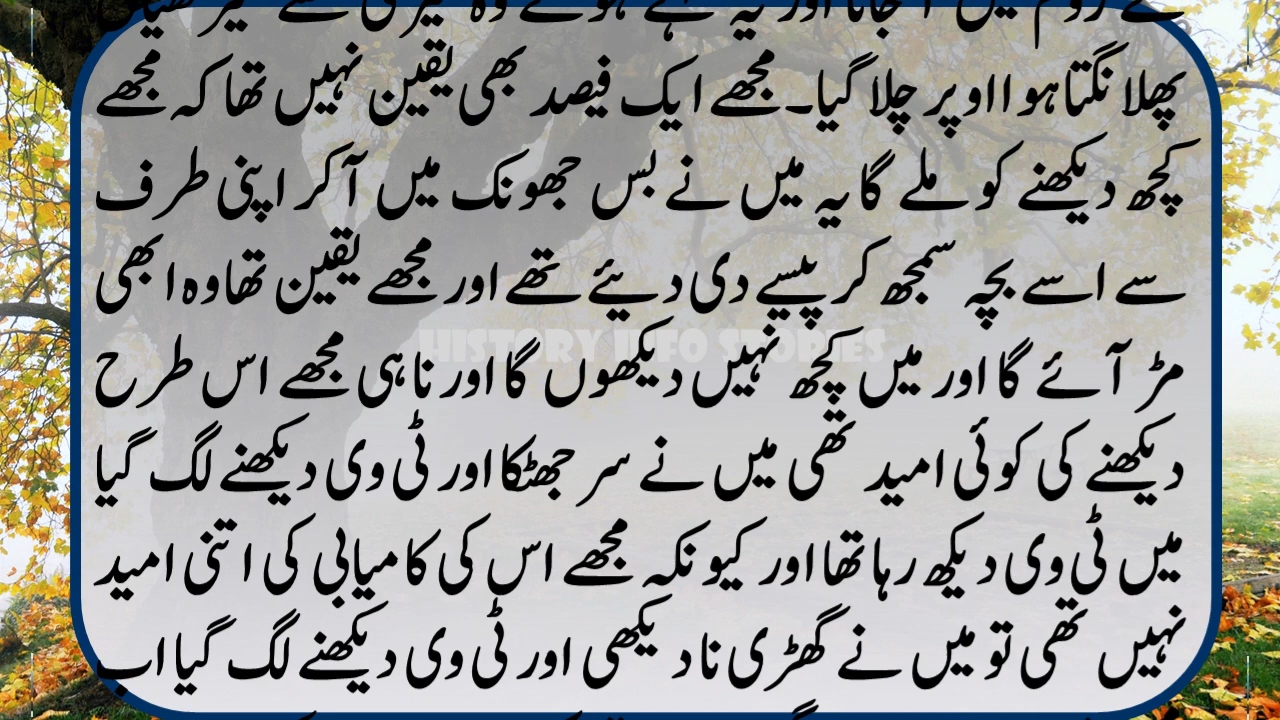 پھلانگتا ہوا اوپر چلا گیا۔ مجھے ایک فیصد بھی یقین نہیں تھا کہ مجھے
کچھ دیکھنے کو ملے گا یہ میں نے بس جھونک میں آ کر اپنی طرف
سے اسے بچہ سمجھ کر پیسے دی دیئے تھے اور مجھے یقین تھا وہ ابھی
مڑ آئے گا اور میں کچھ نہیں دیکھوں گا اور نا ہی مجھے اس طرح
HISTORY INFO STORIES
دیکھنے کی کوئی امید تھی میں نے سر جھٹکا اور ٹی وی دیکھنے لگ گیا
میں ٹی وی دیکھ رہا تھا اور کیونکہ مجھے اس کی کامیابی کی اتنی امید
نہیں تھی تو میں نے گھڑی نا دیکھی اور ٹی وی دیکھنے لگ گیا اب